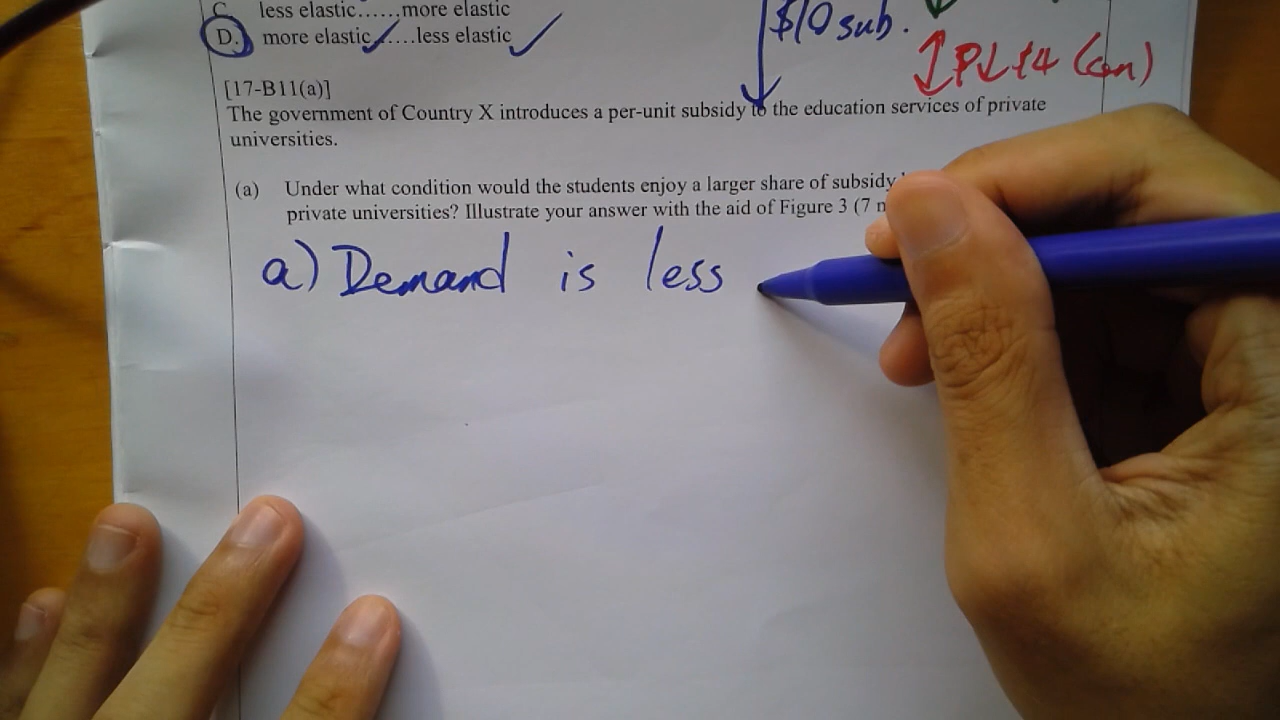 C. less elastic......more elastic
D. more elastic......less elastic
$10 sub.
P↓ $4 (con)
[17-B11(a)]
The government of Country X introduces a per-unit subsidy to the education services of private
universities.
(a) Under what condition would the students enjoy a larger share of subsidy
private universities? Illustrate your answer with the aid of Figure 3 (7
a) Demand is less